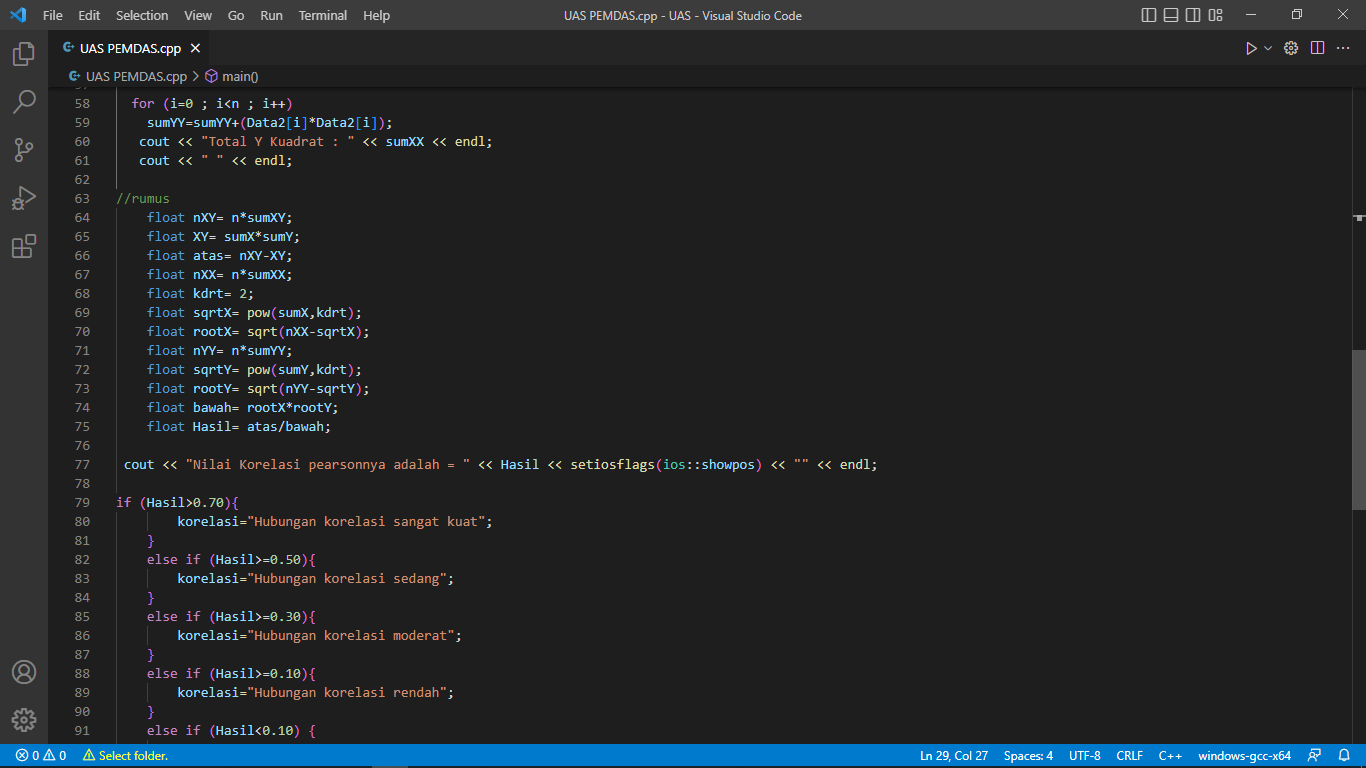 File Edit Selection View Go Run Terminal Help UAS PEMDAS.cpp - UAS - Visual Studio Code
UAS PEMDAS.cpp
UAS PEMDAS.cpp > main()
58 for (i=0 ; i<n ; i++)
59 sumYY=sumYY+(Data2[i]*Data2[i]);
60 cout << "Total Y Kuadrat : " << sumXX << endl;
61 cout << " " << endl;
62
63 //rumus
64 float nXY= n*sumXY;
65 float XY= sumX*sumY;
66 float atas= nXY-XY;
67 float nXX= n*sumXX;
68 float kdrt= 2;
69 float sqrtX= pow(sumX,kdrt);
70 float rootX= sqrt(nXX-sqrtX);
71 float nYY= n*sumYY;
72 float sqrtY= pow(sumY,kdrt);
73 float rootY= sqrt(nYY-sqrtY);
74 float bawah= rootX*rootY;
75 float Hasil= atas/bawah;
76
77 cout << "Nilai Korelasi pearsonnya adalah = " << Hasil << setiosflags(ios::showpos) << "" << endl;
78
79 if (Hasil>0.70){
80 korelasi="Hubungan korelasi sangat kuat";
81 }
82 else if (Hasil>=0.50){
83 korelasi="Hubungan korelasi sedang";
84 }
85 else if (Hasil>=0.30){
86 korelasi="Hubungan korelasi moderat";
87 }
88 else if (Hasil>=0.10){
89 korelasi="Hubungan korelasi rendah";
90 }
91 else if (Hasil<0.10) {
0 0 Select folder. Ln 29, Col 27 Spaces: 4 UTF-8 CRLF C++ windows-gcc-x64